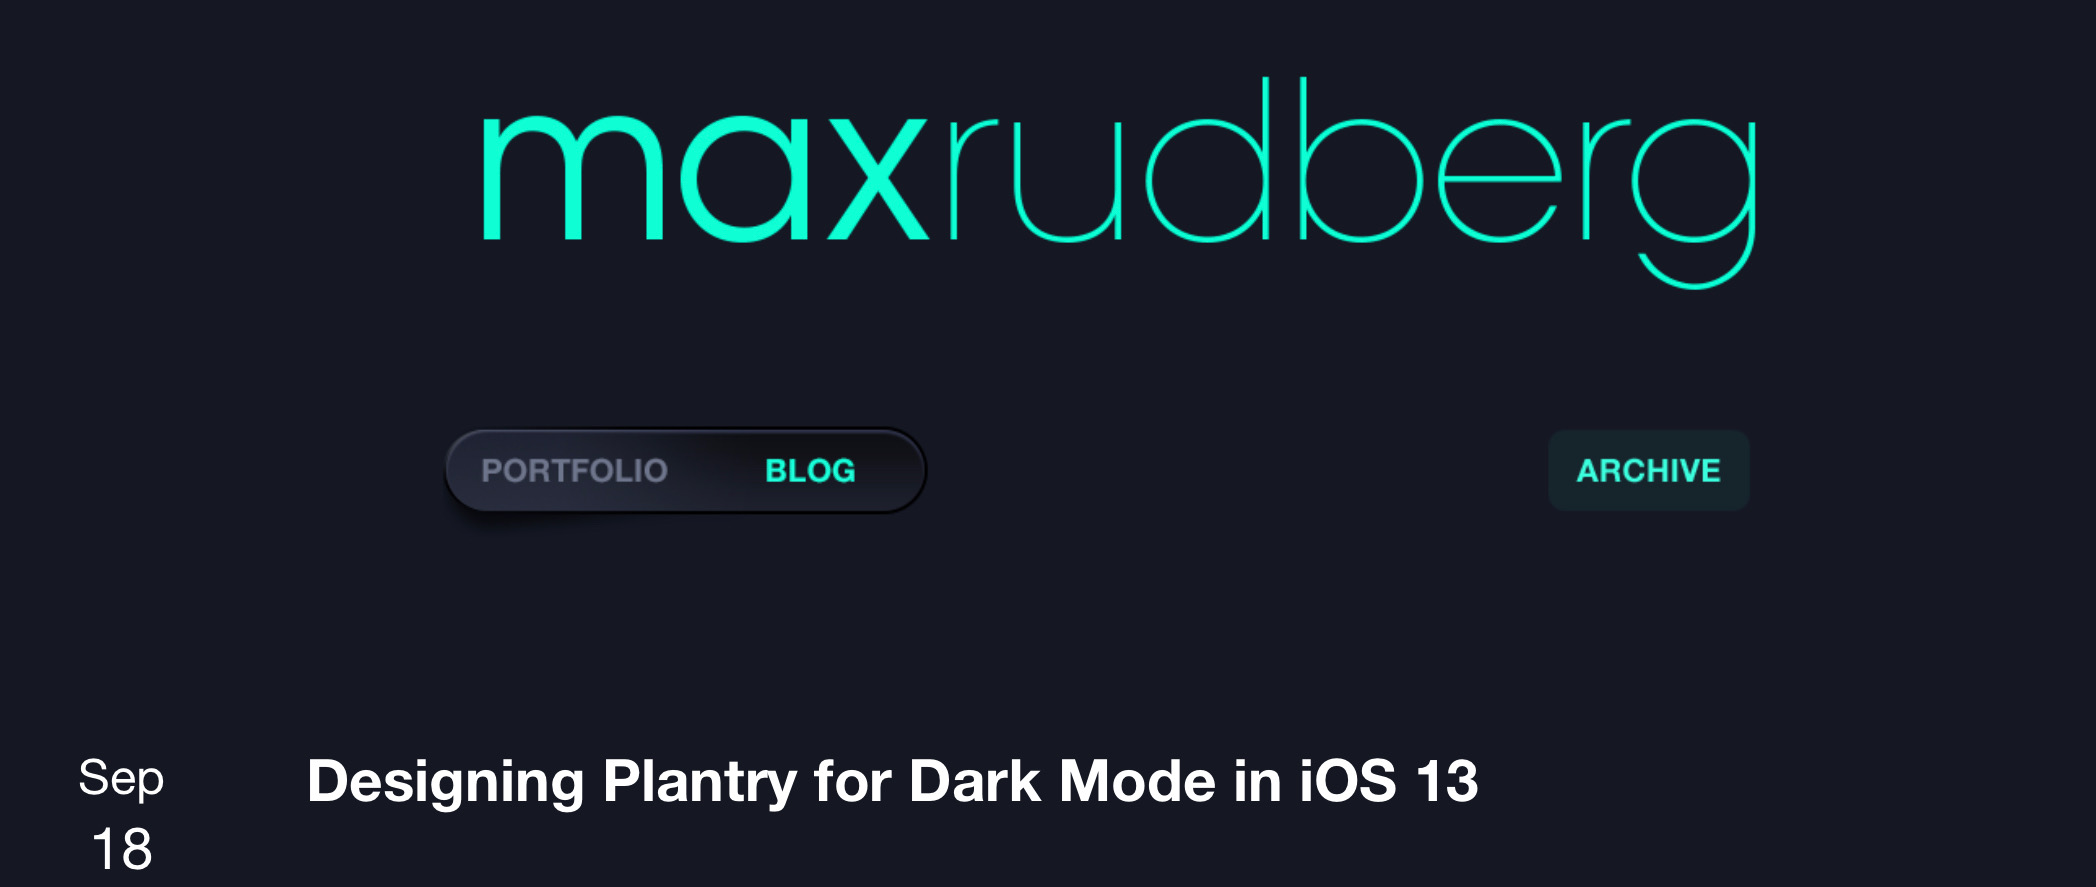 maxrudberg
PORTFOLIO BLOG ARCHIVE
Sep Designing Plantry for Dark Mode in iOS 13
18